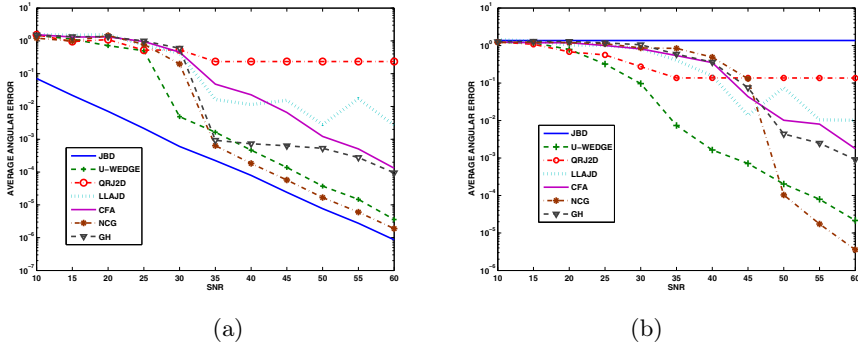 10^1
10^0
10^-1
10^-2
10^-3
10^-4
10^-5
10^-6
10^-7
AVERAGE ANGULAR ERROR
JBD
U-WEDGE
QRJ2D
LLAJD
CFA
NCG
GH
10 15 20 25 30 35 40 45 50 55 60
SNR
(a)
10^1
10^0
10^-1
10^-2
10^-3
10^-4
10^-5
10^-6
AVERAGE ANGULAR ERROR
JBD
U-WEDGE
QRJ2D
LLAJD
CFA
NCG
GH
10 15 20 25 30 35 40 45 50 55 60
SNR
(b)